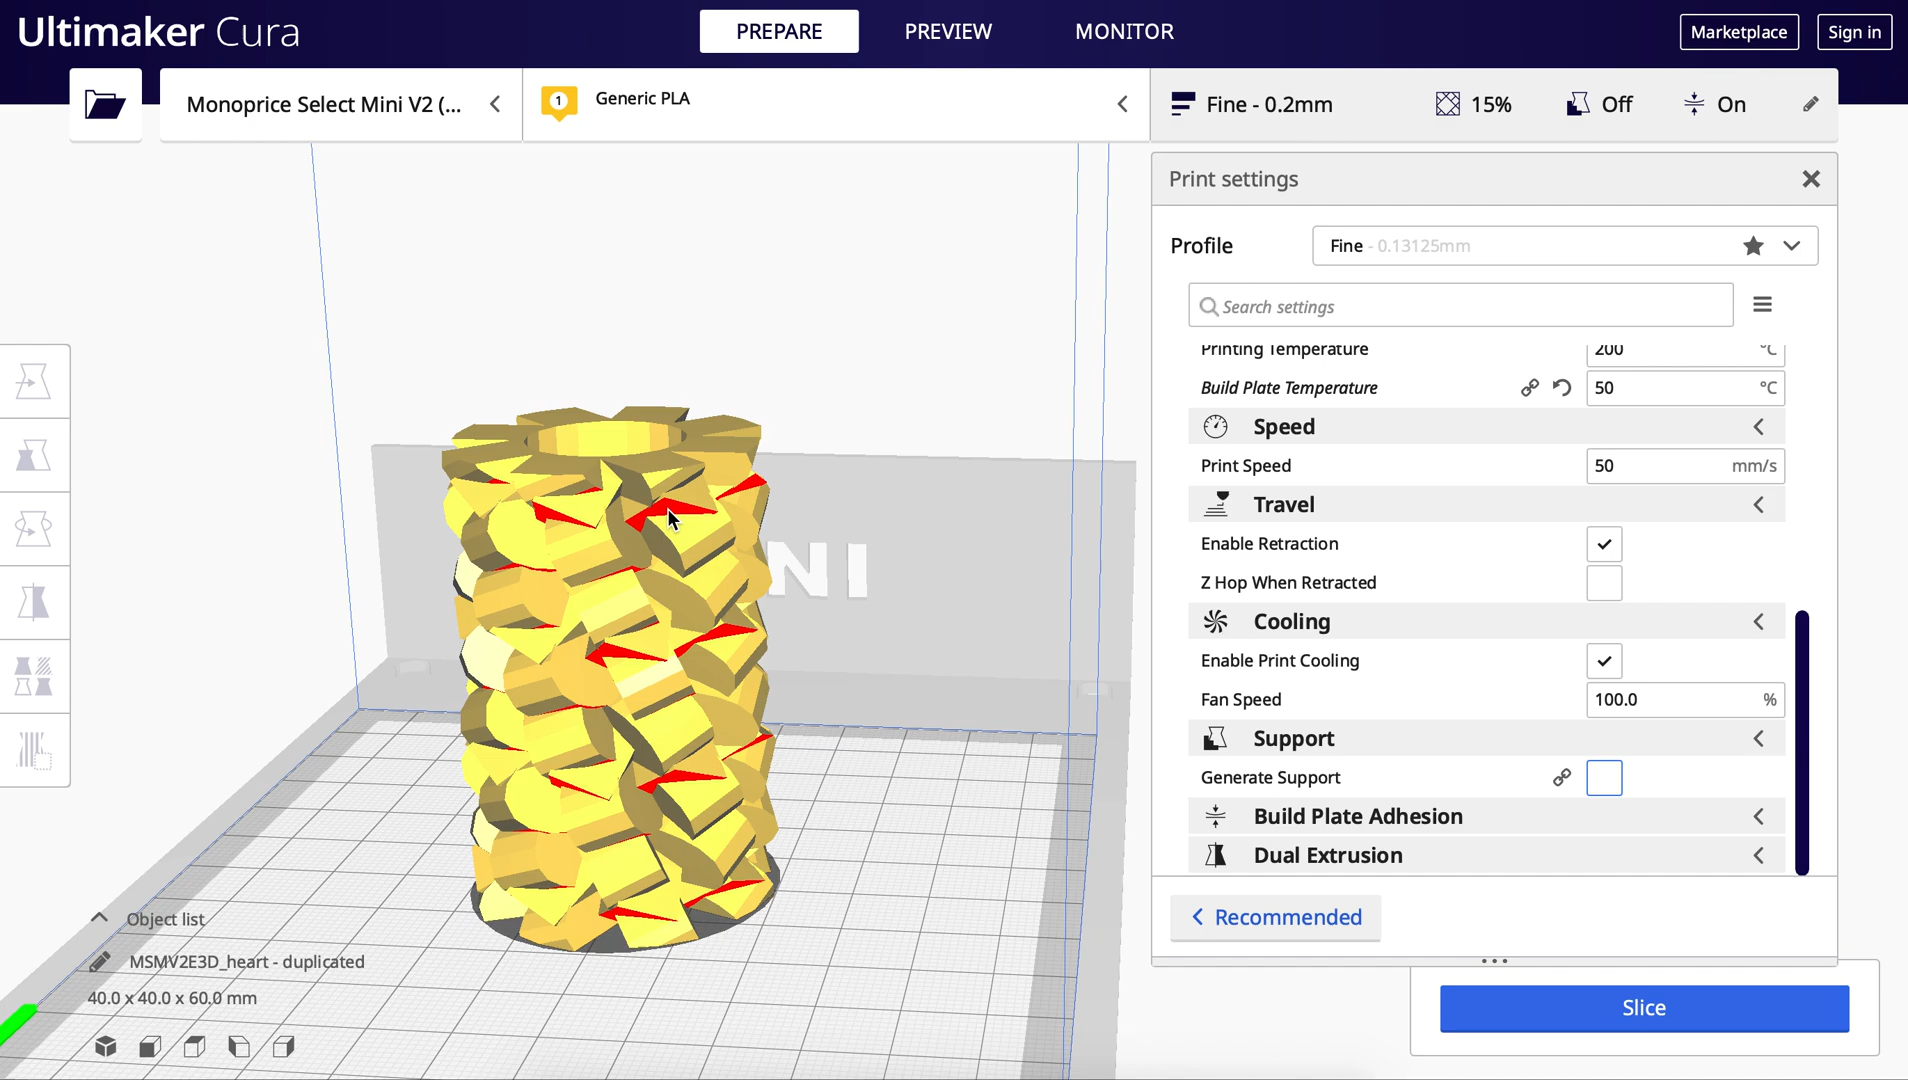 Ultimaker Cura
PREPARE
PREVIEW
MONITOR
Marketplace
Sign in
Monoprice Select Mini V2 (...
1
Generic PLA
Fine - 0.2mm
15%
Off
On
Print settings
Profile
Fine - 0.13125mm
Search settings
Printing Temperature
200 °C
Build Plate Temperature
50 °C
Speed
Print Speed
50 mm/s
Travel
Enable Retraction
Z Hop When Retracted
Cooling
Enable Print Cooling
Fan Speed
100.0 %
Support
Generate Support
Build Plate Adhesion
Dual Extrusion
Recommended
NI
Object list
MSMV2E3D_heart - duplicated
40.0 x 40.0 x 60.0 mm
Slice